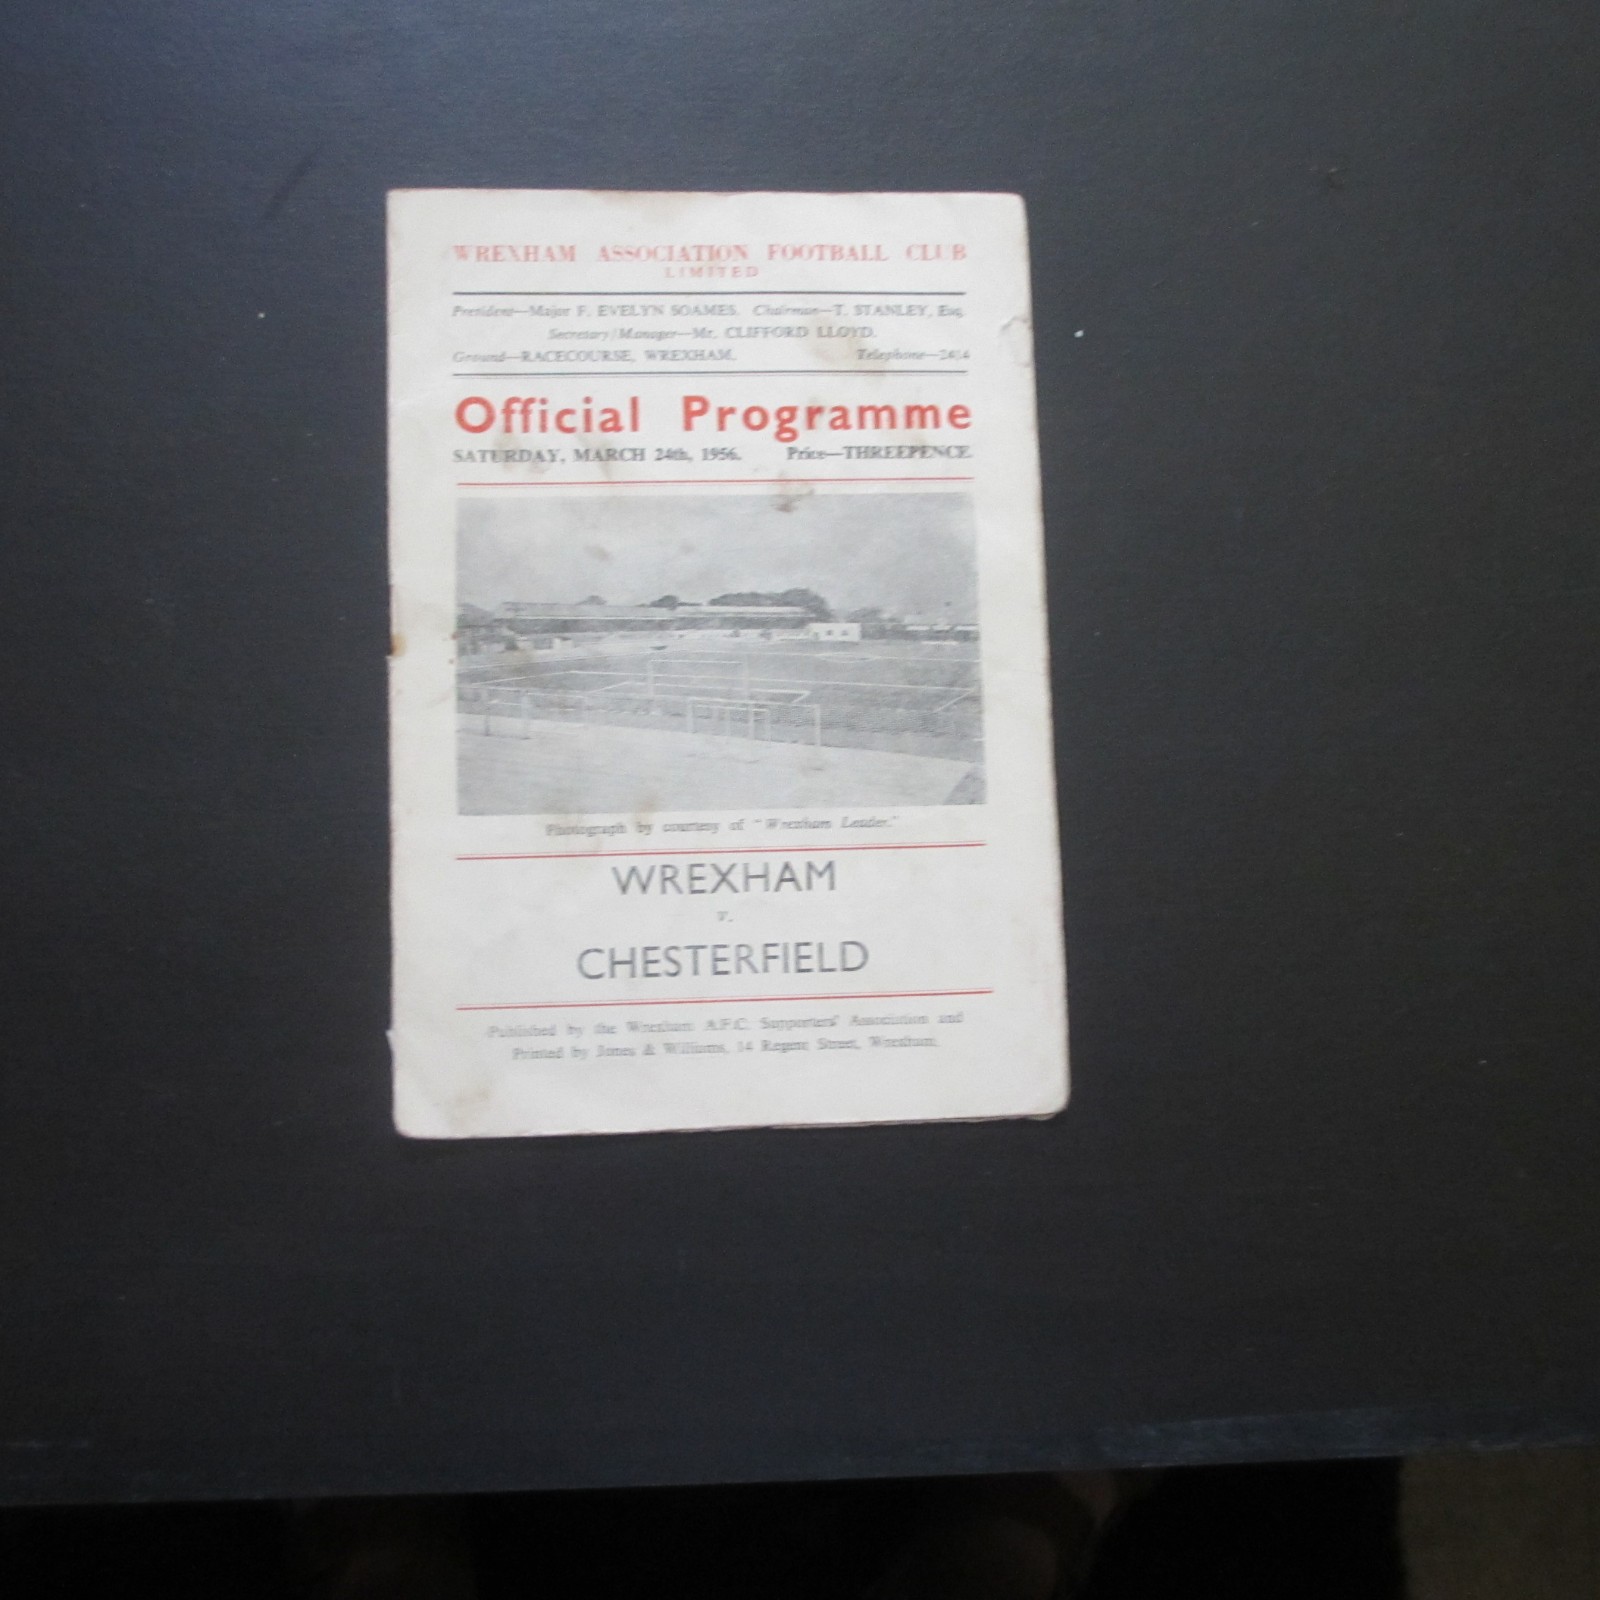 WREXHAM ASSOCIATION FOOTBALL CLUB
LIMITED
President—Major F. EVELYN SOAMES. Chairman—T. STANLEY, Esq.
Secretary/Manager—Mr. CLIFFORD LLOYD.
Ground—RACECOURSE, WREXHAM. Telephone—2414
Official Programme
SATURDAY, MARCH 24th, 1956. Price—THREEPENCE
Photograph by courtesy of "Wrexham Leader."
WREXHAM
v.
CHESTERFIELD
Published by the Wrexham A.F.C. Supporters' Association and
Printed by Jones & Williams, 14 Regent Street, Wrexham.